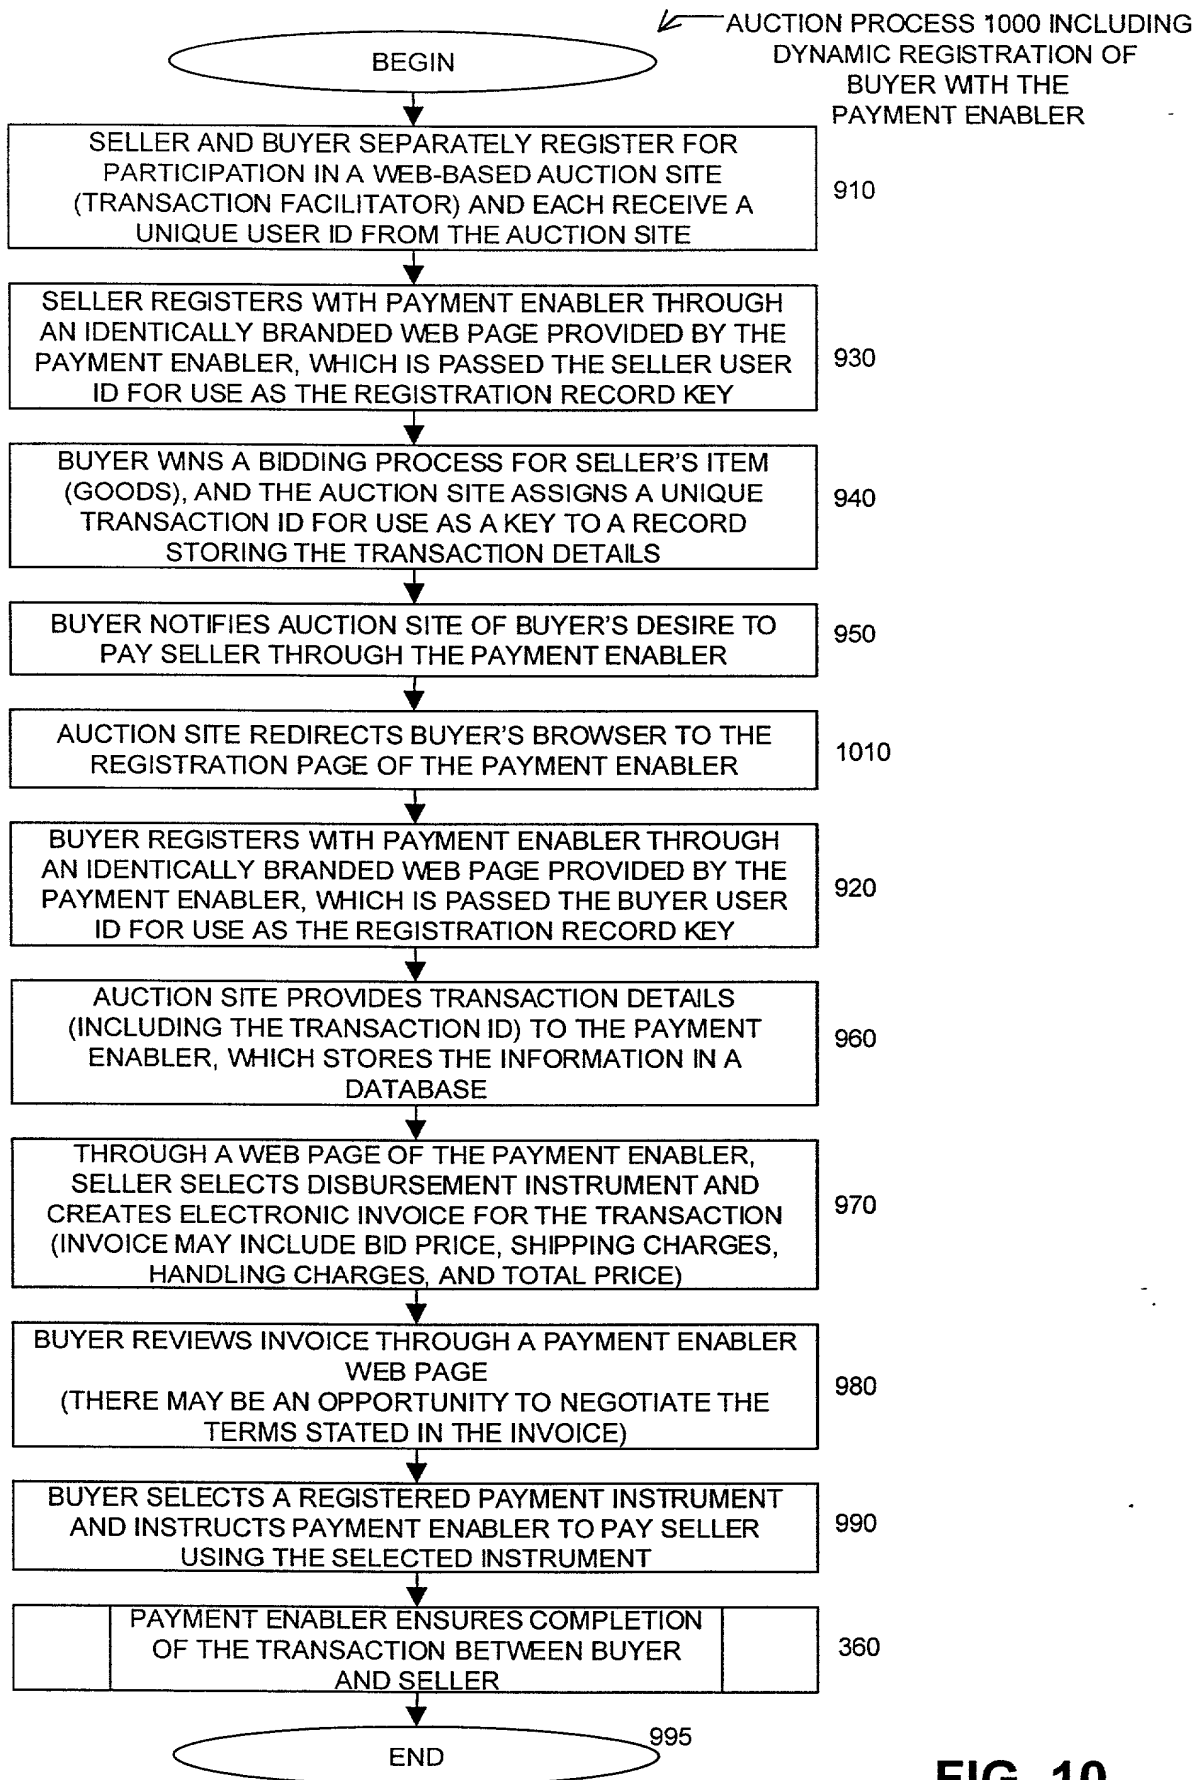 AUCTION PROCESS 1000 INCLUDING
DYNAMIC REGISTRATION OF
BUYER WITH THE
PAYMENT ENABLER
BEGIN
SELLER AND BUYER SEPARATELY REGISTER FOR
PARTICIPATION IN A WEB-BASED AUCTION SITE
(TRANSACTION FACILITATOR) AND EACH RECEIVE A
UNIQUE USER ID FROM THE AUCTION SITE
910
SELLER REGISTERS WITH PAYMENT ENABLER THROUGH
AN IDENTICALLY BRANDED WEB PAGE PROVIDED BY THE
PAYMENT ENABLER, WHICH IS PASSED THE SELLER USER
ID FOR USE AS THE REGISTRATION RECORD KEY
930
BUYER WINS A BIDDING PROCESS FOR SELLER'S ITEM
(GOODS), AND THE AUCTION SITE ASSIGNS A UNIQUE
TRANSACTION ID FOR USE AS A KEY TO A RECORD
STORING THE TRANSACTION DETAILS
940
BUYER NOTIFIES AUCTION SITE OF BUYER'S DESIRE TO
PAY SELLER THROUGH THE PAYMENT ENABLER
950
AUCTION SITE REDIRECTS BUYER'S BROWSER TO THE
REGISTRATION PAGE OF THE PAYMENT ENABLER
1010
BUYER REGISTERS WITH PAYMENT ENABLER THROUGH
AN IDENTICALLY BRANDED WEB PAGE PROVIDED BY THE
PAYMENT ENABLER, WHICH IS PASSED THE BUYER USER
ID FOR USE AS THE REGISTRATION RECORD KEY
920
AUCTION SITE PROVIDES TRANSACTION DETAILS
(INCLUDING THE TRANSACTION ID) TO THE PAYMENT
ENABLER, WHICH STORES THE INFORMATION IN A
DATABASE
960
THROUGH A WEB PAGE OF THE PAYMENT ENABLER,
SELLER SELECTS DISBURSEMENT INSTRUMENT AND
CREATES ELECTRONIC INVOICE FOR THE TRANSACTION
(INVOICE MAY INCLUDE BID PRICE, SHIPPING CHARGES,
HANDLING CHARGES, AND TOTAL PRICE)
970
BUYER REVIEWS INVOICE THROUGH A PAYMENT ENABLER
WEB PAGE
(THERE MAY BE AN OPPORTUNITY TO NEGOTIATE THE
TERMS STATED IN THE INVOICE)
980
BUYER SELECTS A REGISTERED PAYMENT INSTRUMENT
AND INSTRUCTS PAYMENT ENABLER TO PAY SELLER
USING THE SELECTED INSTRUMENT
990
PAYMENT ENABLER ENSURES COMPLETION
OF THE TRANSACTION BETWEEN BUYER
AND SELLER
360
END
995
FIG. 10